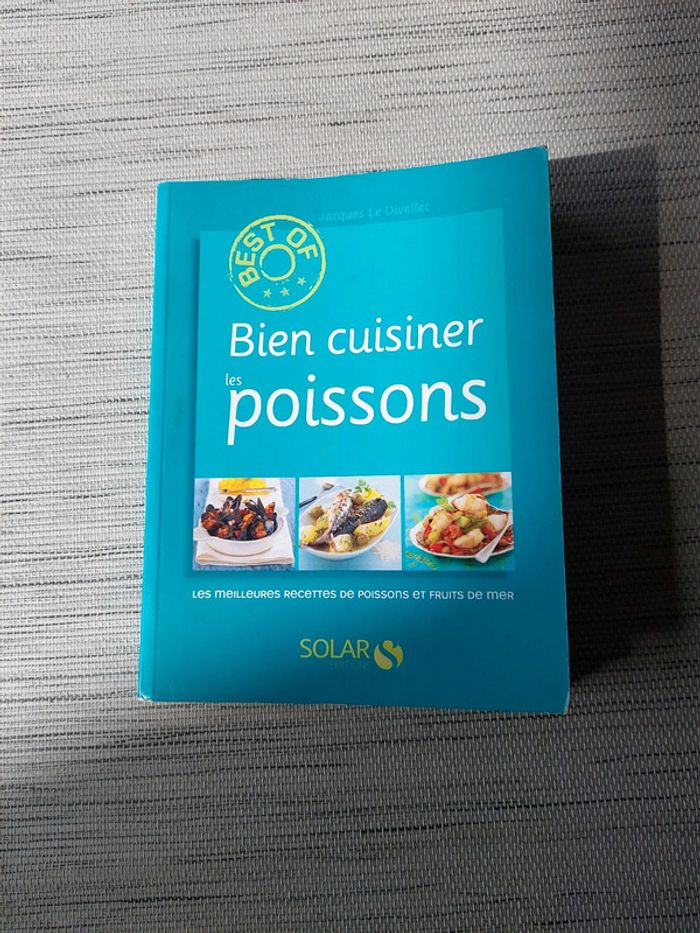 Jacques Le Divellec
BEST OF
Bien cuisiner
les
poissons
Les meilleures recettes de poissons et fruits de mer
SOLAR
ÉDITIONS